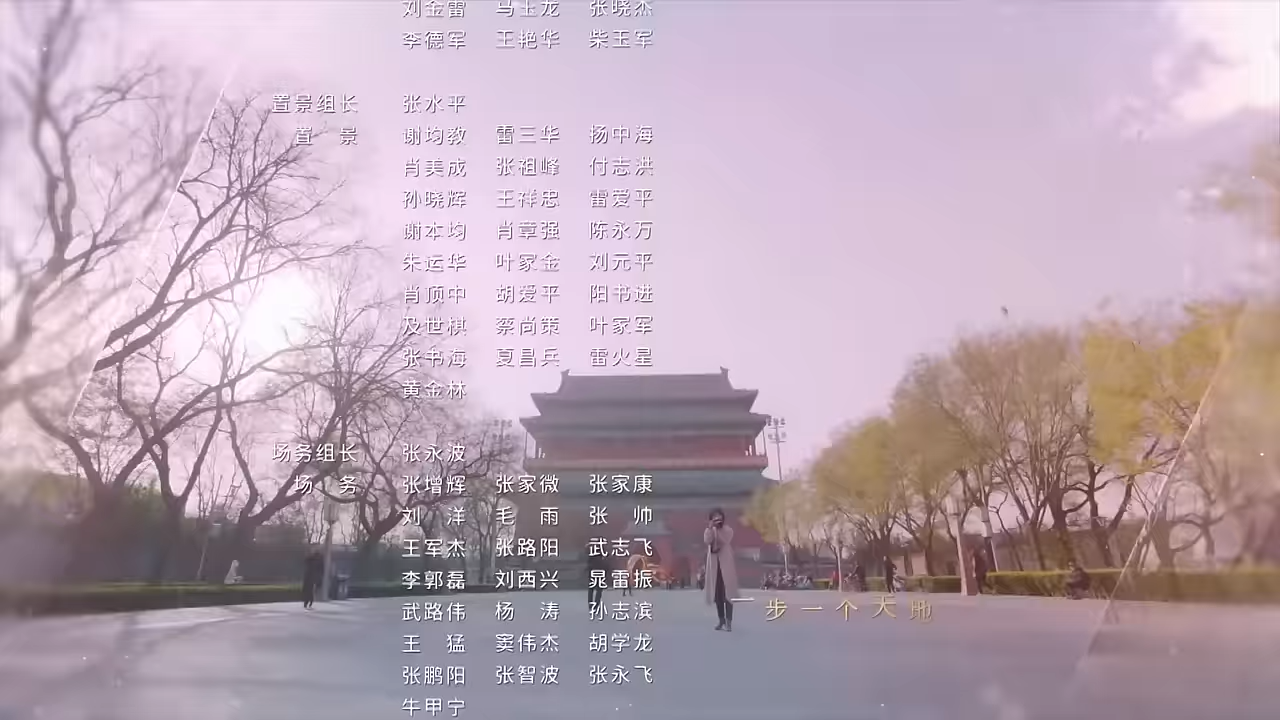 刘金雷 马玉龙 张晓杰
李德军 王艳华 柴玉军
置景组长 张水平
置 景 谢均教 雷三华 扬中海
肖美成 张祖峰 付志洪
孙晓辉 王祥忠 雷爱平
谢本均 肖章强 陈永万
朱运华 叶家金 刘元平
肖顶中 胡爱平 阳书进
及世棋 蔡尚策 叶家军
张书海 夏昌兵 雷火星
黄金林
场务组长 张永波
场 务 张增辉 张家微 张家康
刘 洋 毛 雨 张 帅
王军杰 张路阳 武志飞
李郭磊 刘西兴 晁雷振
武路伟 杨 涛 孙志滨
一步一个天地
王 猛 窦伟杰 胡学龙
张鹏阳 张智波 张永飞
牛甲宁